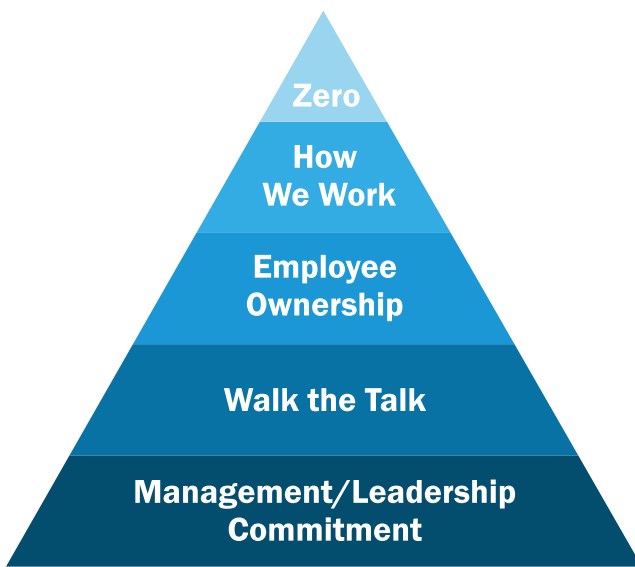 Zero
How
We Work
Employee
Ownership
Walk the Talk
Management/Leadership
Commitment